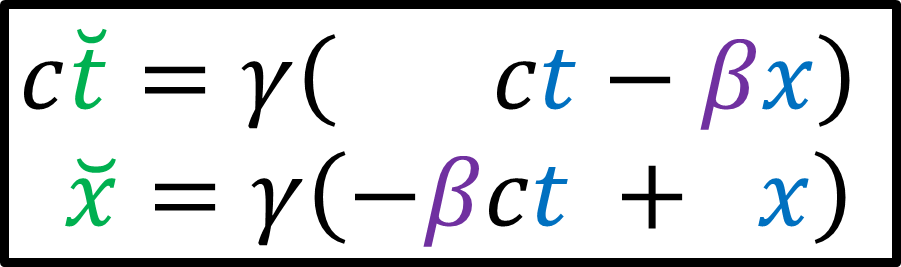 ct̆ = γ(ct − βx)
x̆ = γ(−βct + x)